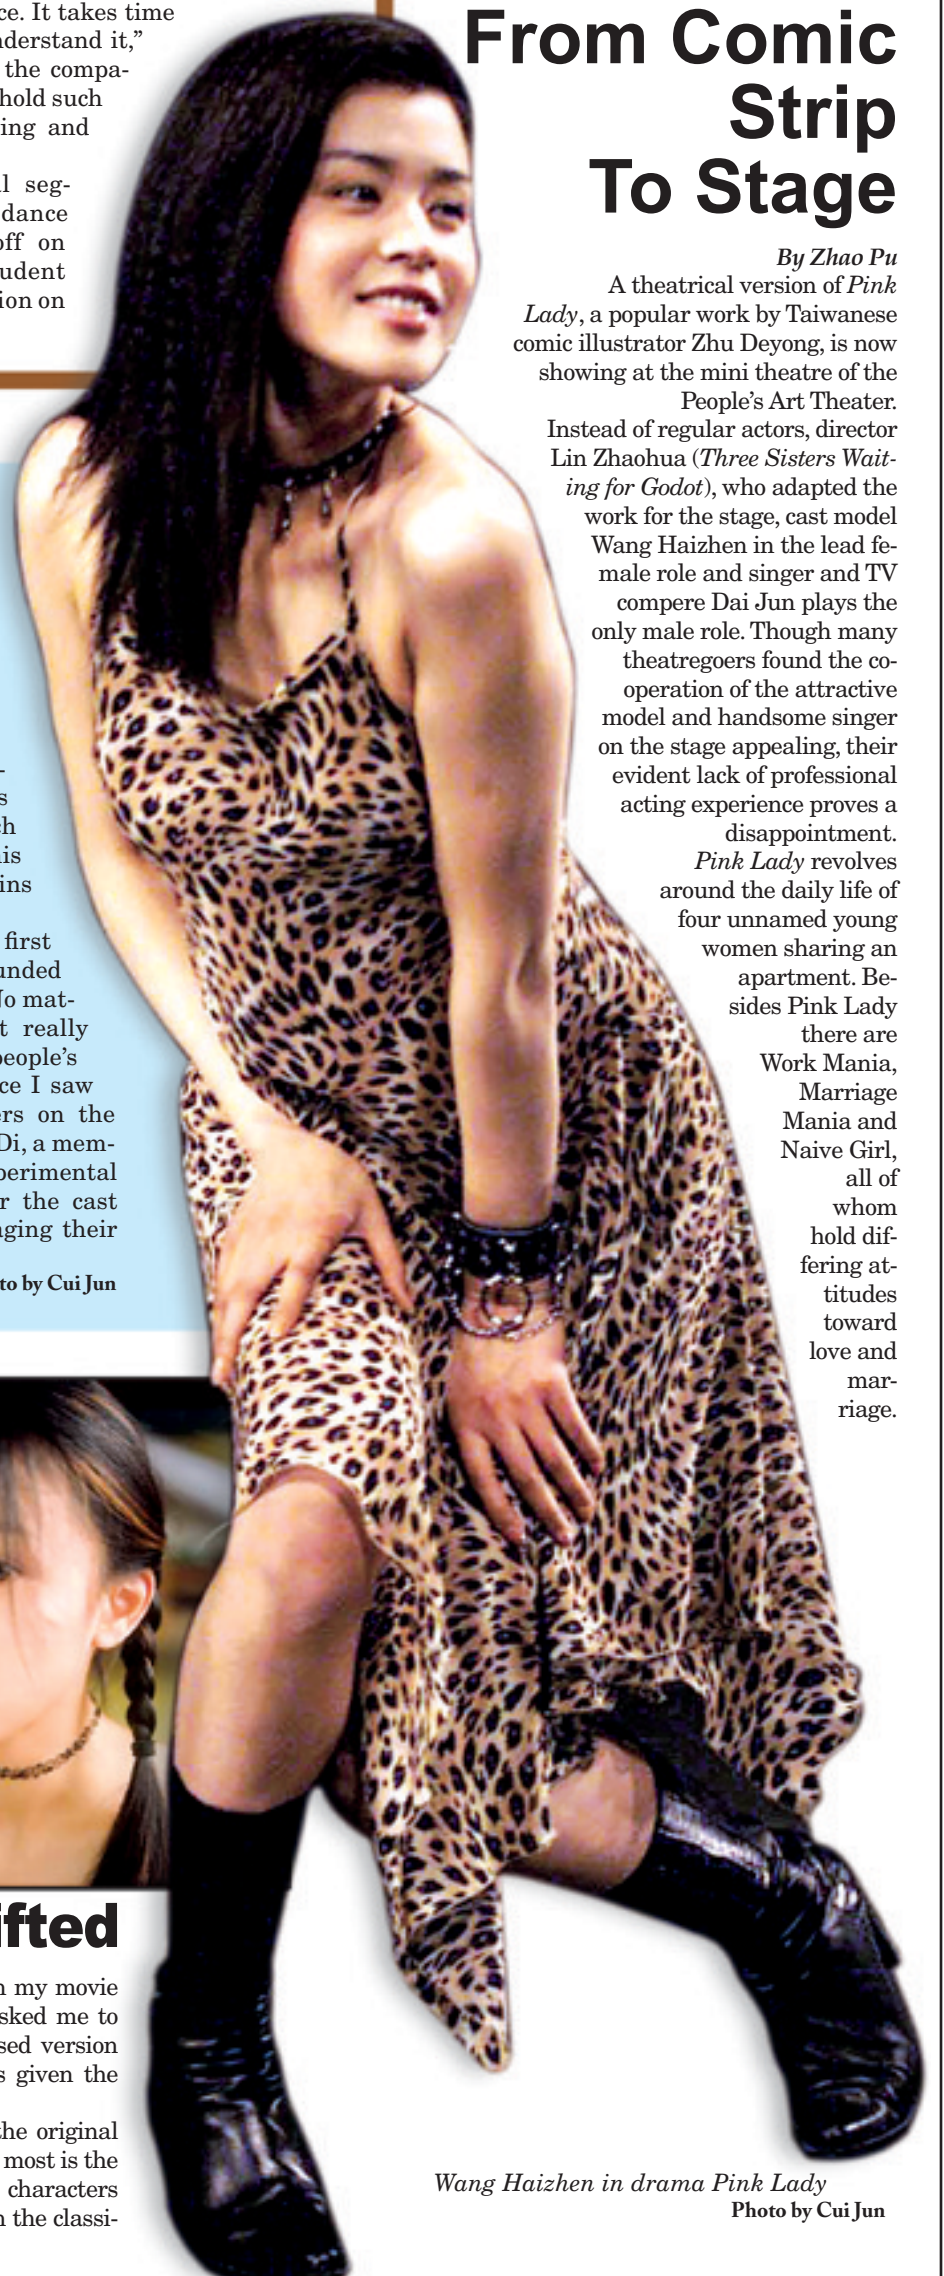 ce. It takes time
nderstand it,”
the compa-
hold such
ing and
l seg-
dance
off on
udent
ion on
From Comic
Strip
To Stage
By Zhao Pu
A theatrical version of Pink
Lady, a popular work by Taiwanese
comic illustrator Zhu Deyong, is now
showing at the mini theatre of the
People’s Art Theater.
Instead of regular actors, director
Lin Zhaohua (Three Sisters Wait-
ing for Godot), who adapted the
work for the stage, cast model
Wang Haizhen in the lead fe-
male role and singer and TV
compere Dai Jun plays the
only male role. Though many
theatregoers found the co-
operation of the attractive
model and handsome singer
on the stage appealing, their
evident lack of professional
acting experience proves a
disappointment.
Pink Lady revolves
around the daily life of
four unnamed young
women sharing an
apartment. Be-
sides Pink Lady
there are
Work Mania,
Marriage
Mania and
Naive Girl,
all of
whom
hold dif-
fering at-
titudes
toward
love and
mar-
riage.
-
s
ch
is
ins
first
unded
No mat-
t really
people’s
ce I saw
ers on the
Di, a mem-
perimental
r the cast
ging their
to by Cui Jun
ifted
n my movie
sked me to
sed version
s given the
the original
most is the
characters
n the classi-
Wang Haizhen in drama Pink Lady
Photo by Cui Jun